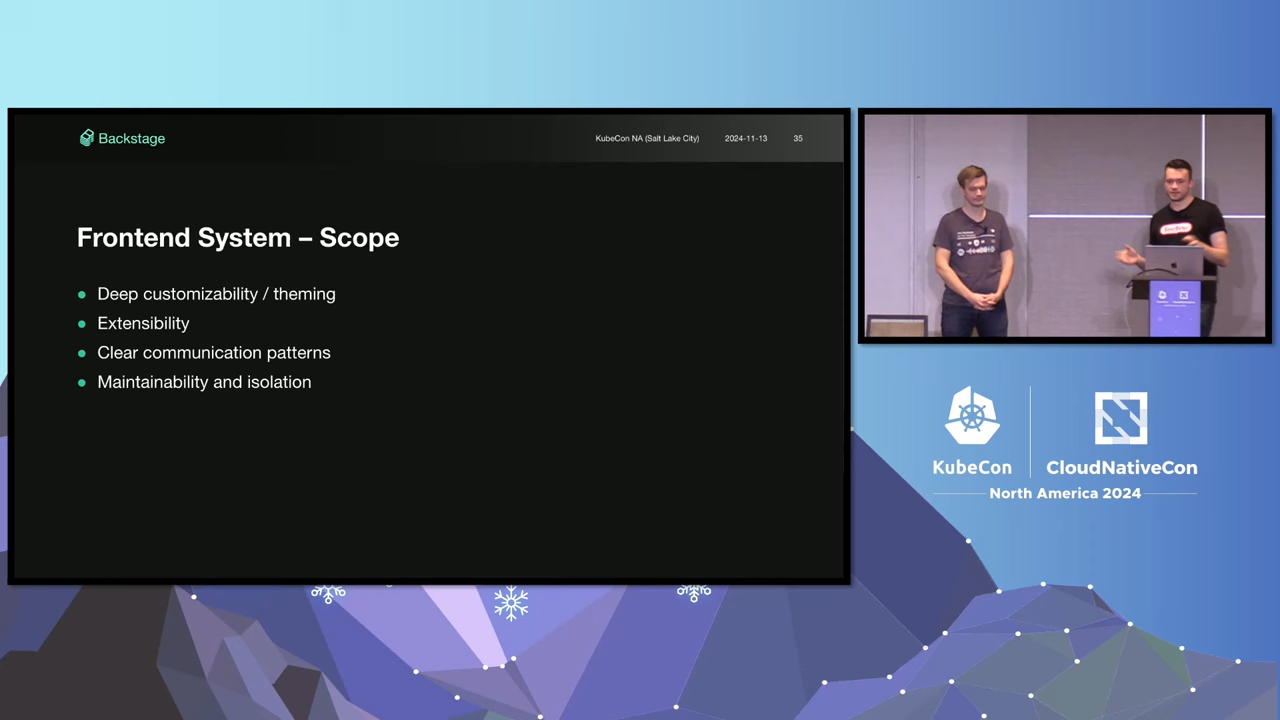 Backstage
KubeCon NA (Salt Lake City) 2024-11-13 35
Frontend System – Scope
Deep customizability / theming
Extensibility
Clear communication patterns
Maintainability and isolation
KubeCon
CloudNativeCon
North America 2024